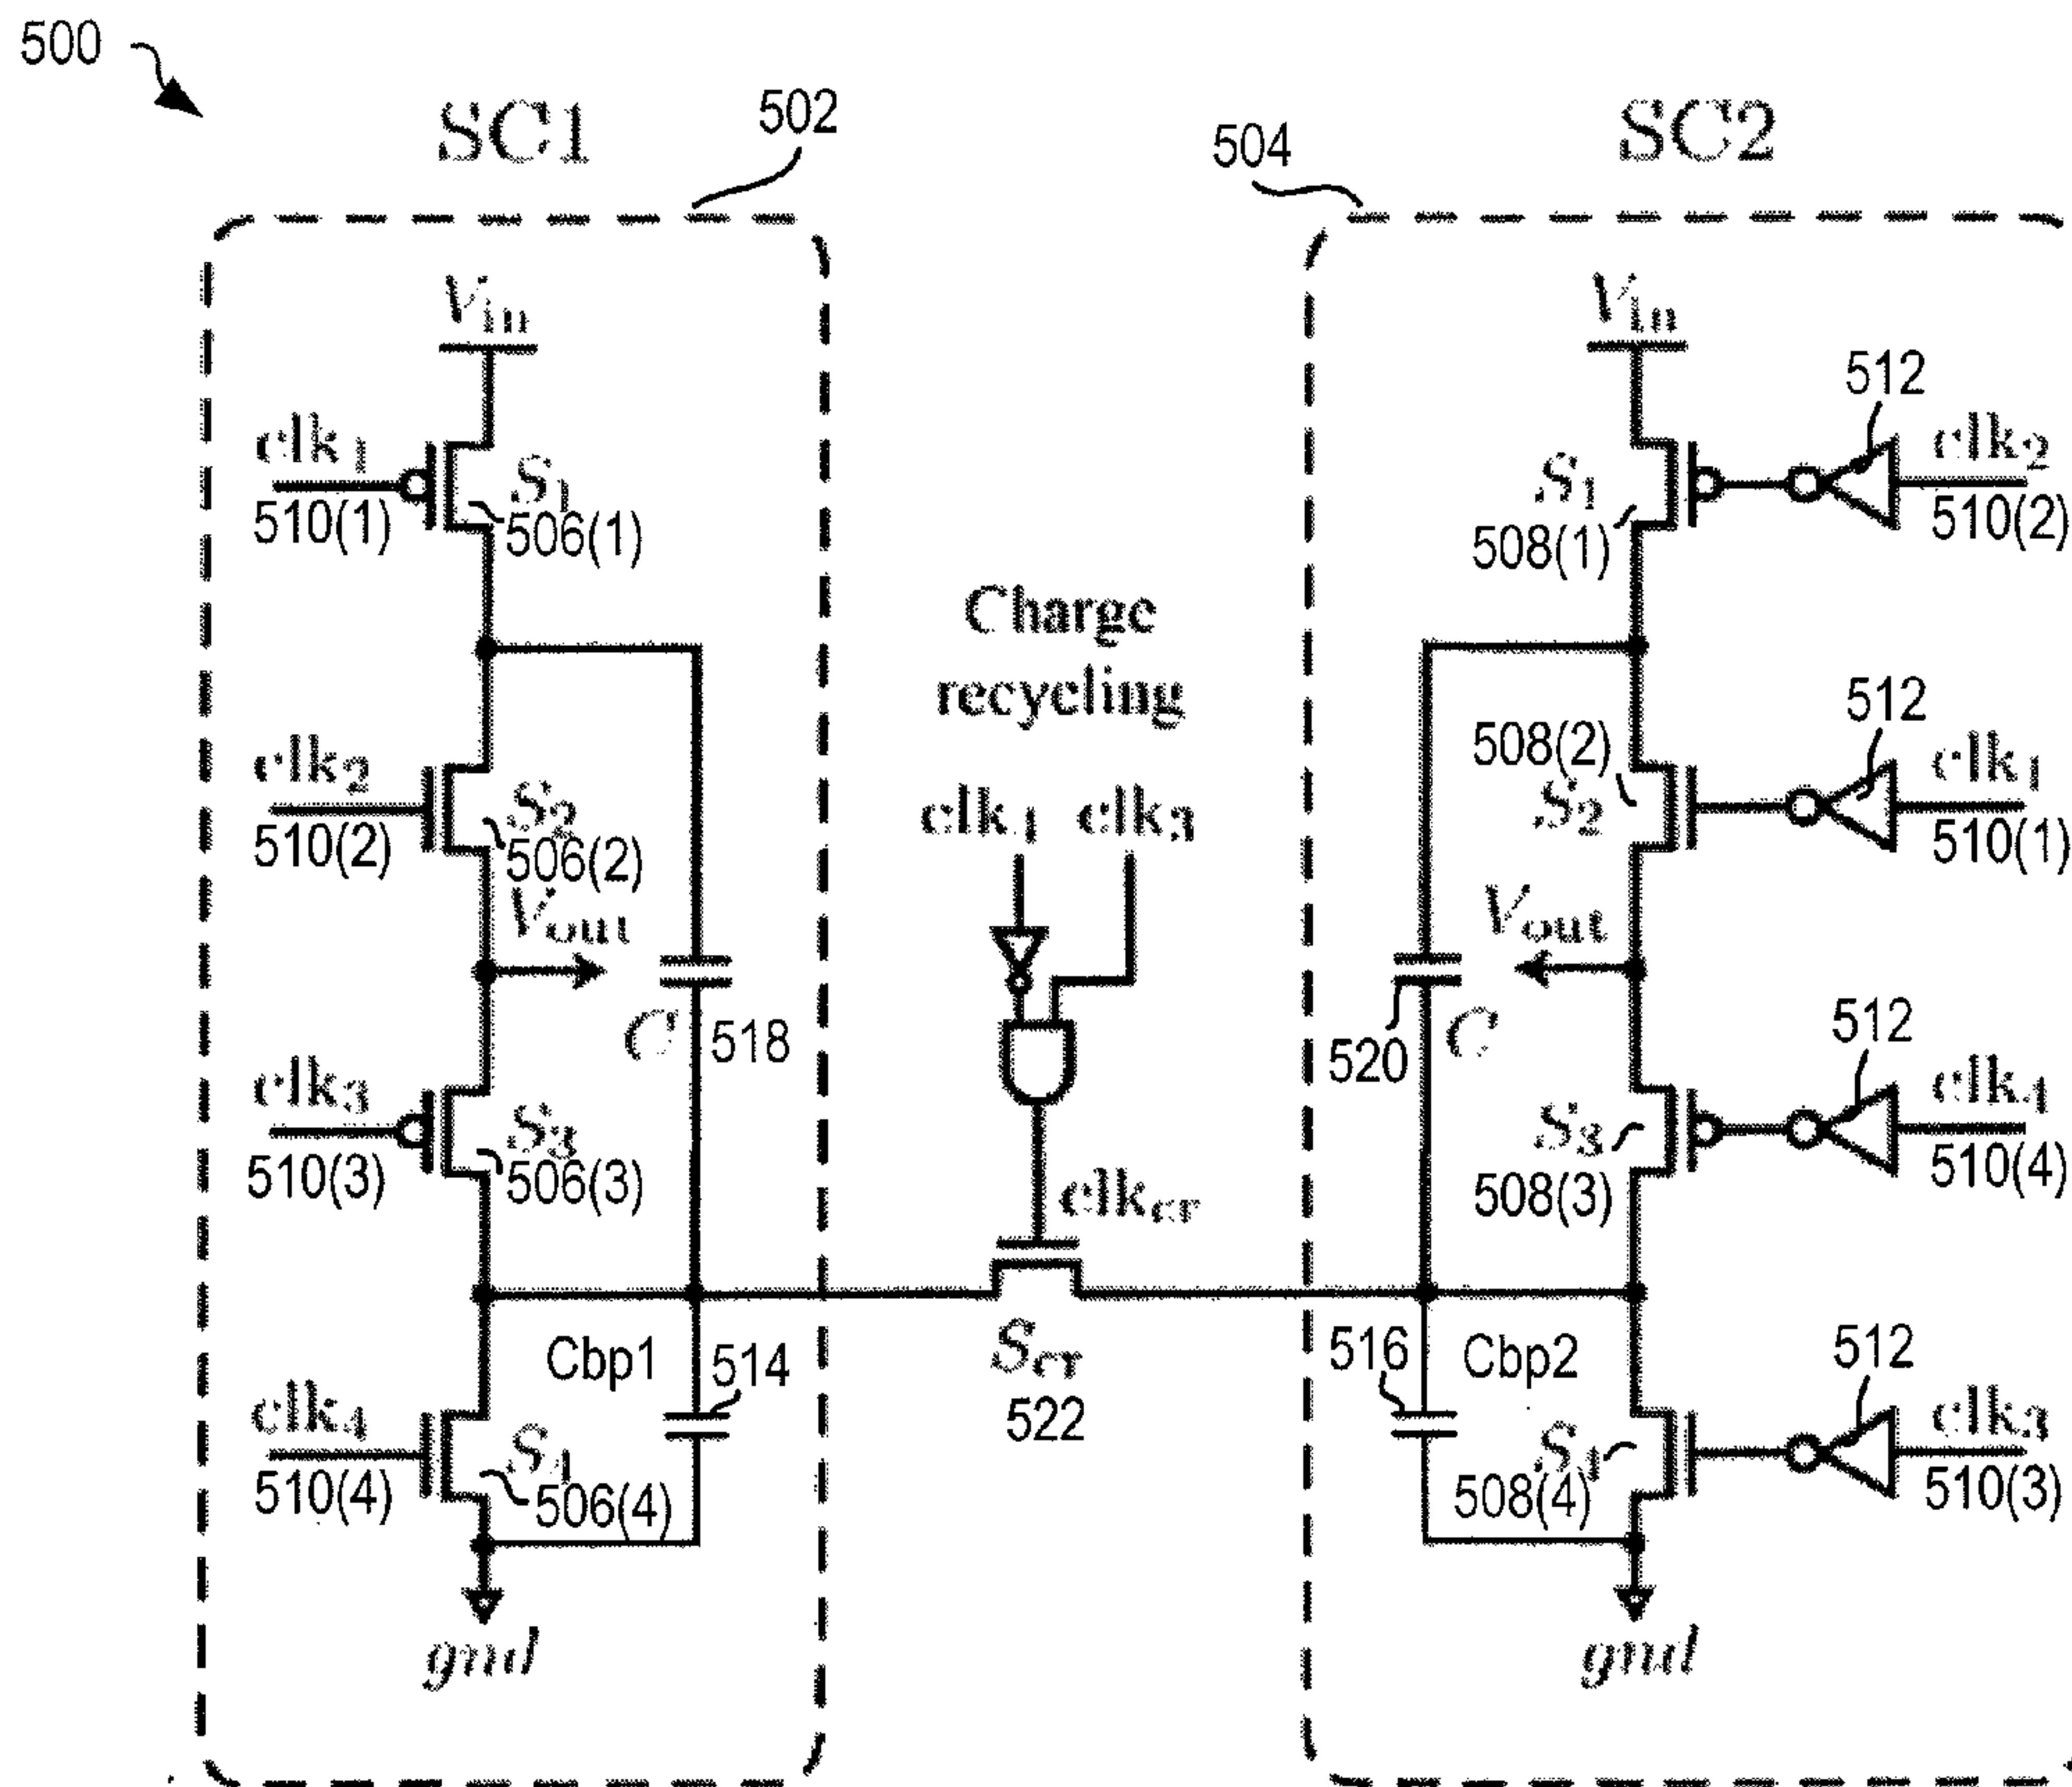 500
SC1
502
504
SC2
Vin
clk1
510(1)
S1
506(1)
clk2
510(2)
S2
506(2)
Vout
C
518
clk3
510(3)
S3
506(3)
Cbp1
514
clk4
510(4)
S4
506(4)
gnd
Charge
recycling
clk4 clk3
clkcr
Scr
522
Vin
512
clk2
510(2)
S1
508(1)
512
clk1
510(1)
508(2)
S2
Vout
520
C
512
clk4
510(4)
S3
508(3)
516
Cbp2
512
clk3
510(3)
S4
508(4)
gnd